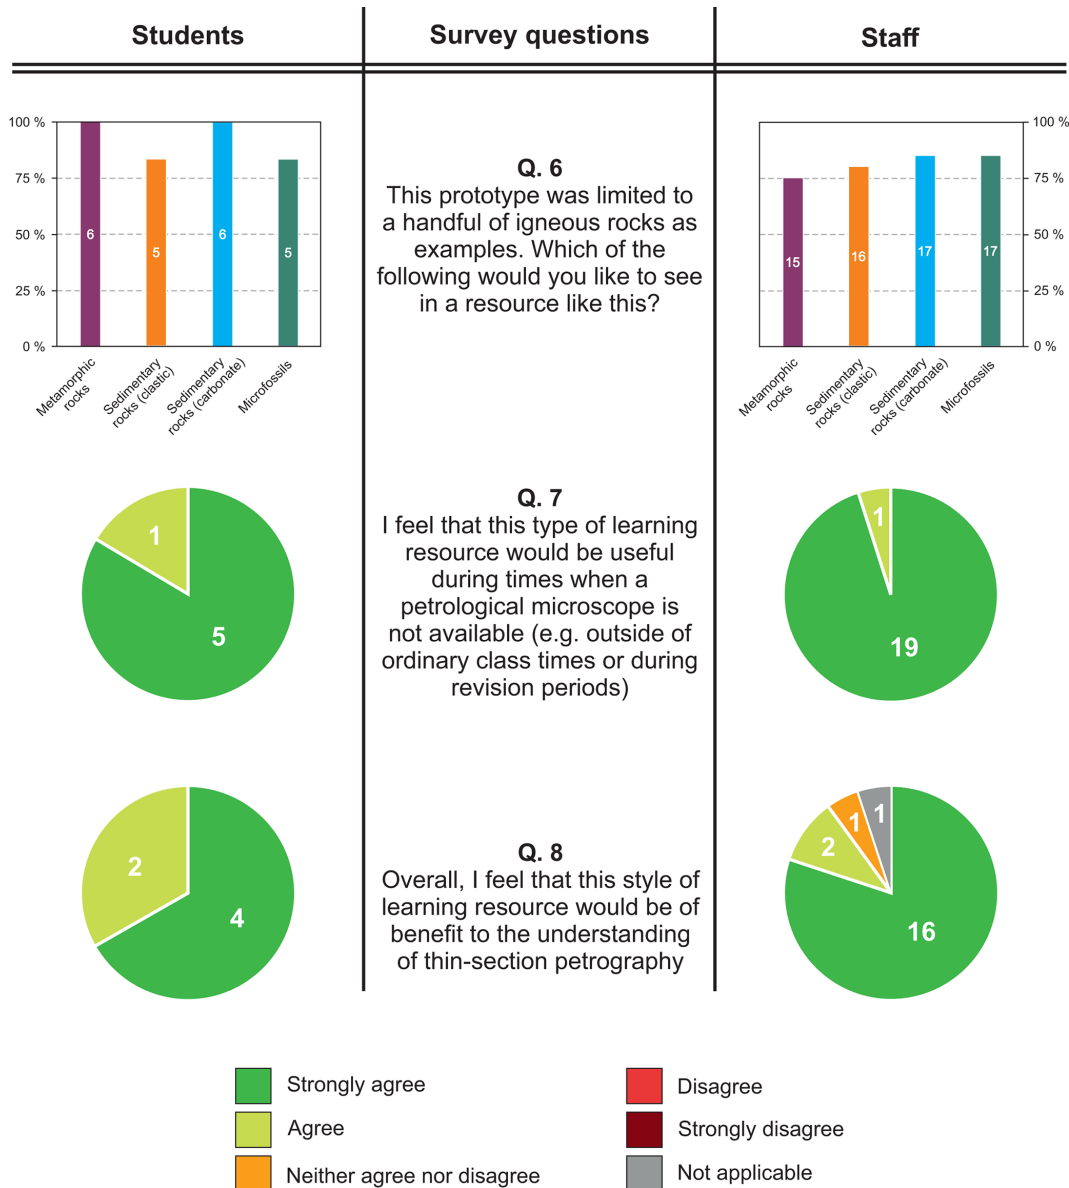 Students
Survey questions
Staff
100 %
75 %
50 %
25 %
0 %
6
5
6
5
Metamorphic
rocks
Sedimentary
rocks (clastic)
Sedimentary
rocks (carbonate)
Microfossils
Q. 6
This prototype was limited to
a handful of igneous rocks as
examples. Which of the
following would you like to see
in a resource like this?
100 %
75 %
50 %
25 %
0 %
15
16
17
17
Metamorphic
rocks
Sedimentary
rocks (clastic)
Sedimentary
rocks (carbonate)
Microfossils
1
5
Q. 7
I feel that this type of learning
resource would be useful
during times when a
petrological microscope is
not available (e.g. outside of
ordinary class times or during
revision periods)
1
19
2
4
Q. 8
Overall, I feel that this style of
learning resource would be of
benefit to the understanding
of thin-section petrography
1
1
2
16
Strongly agree
Agree
Neither agree nor disagree
Disagree
Strongly disagree
Not applicable